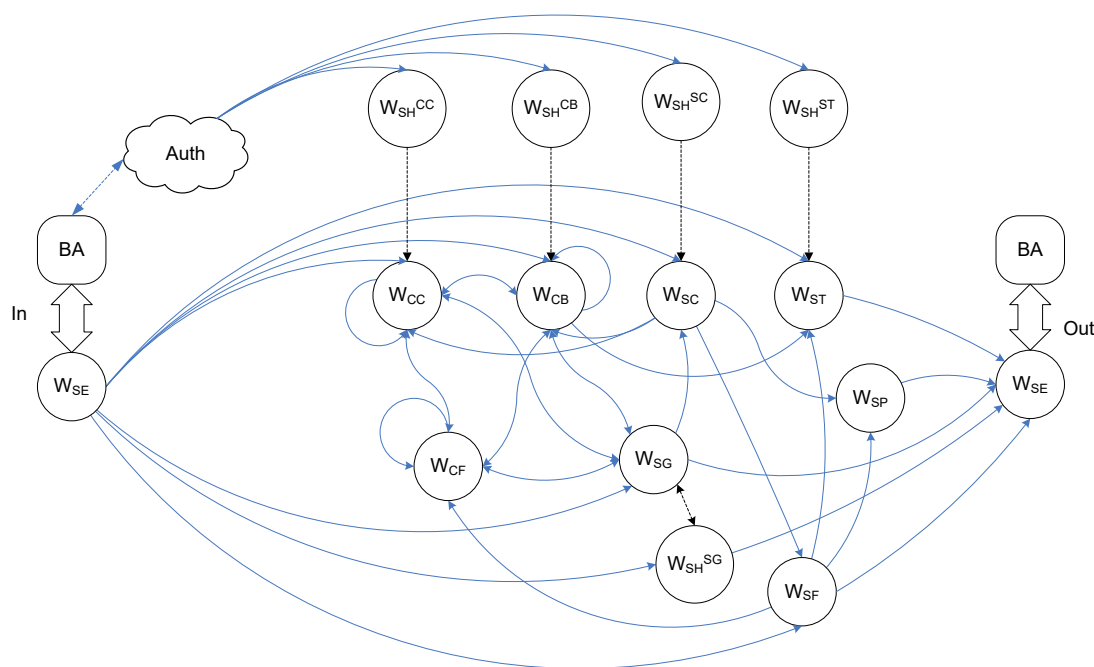 W_SH^CC W_SH^CB W_SH^SC W_SH^ST
Auth
BA BA
In Out
W_CC W_CB W_SC W_ST
W_SE W_SP W_SE
W_CF W_SG
W_SH^SG
W_SF